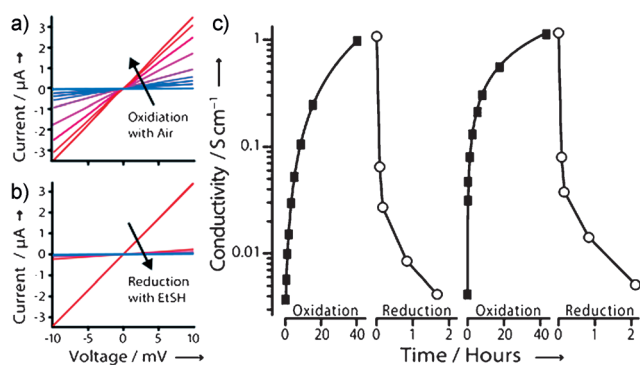 a)
Current / µA →
3
2
1
0
1
2
3
Oxidiation
with Air
b)
Current / µA →
3
2
1
0
-1
-2
-3
Reduction
with EtSH
-10 -5 0 5 10
Voltage / mV →
c)
Conductivity / S cm⁻¹ →
1
0.1
0.01
Oxidation Reduction Oxidation Reduction
0 20 40 0 1 2 0 20 40 0 1 2
Time / Hours →